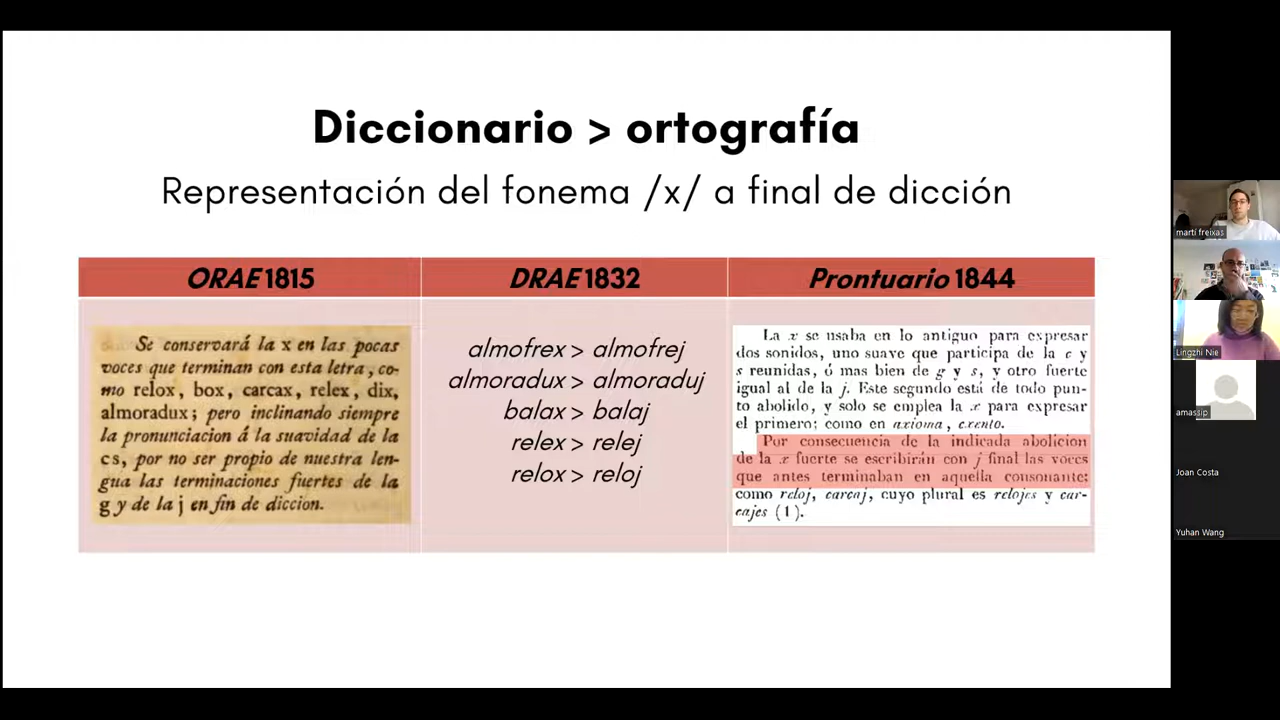 Diccionario > ortografía
Representación del fonema /x/ a final de dicción
ORAE 1815
DRAE 1832
Prontuario 1844
Se conservará la x en las pocas
voces que terminan con esta letra, co-
mo relox, box, carcax, relex, dix,
almoradux; pero inclinando siempre
la pronunciacion á la suavidad de la
cs, por no ser propio de nuestra len-
gua las terminaciones fuertes de la
g y de la j en fin de diccion.
almofrex > almofrej
almoradux > almoraduj
balax > balaj
relex > relej
relox > reloj
La x se usaba en lo antiguo para expresar
dos sonidos, uno suave que participa de la c y
s reunidas, ó mas bien de g y s, y otro fuerte
igual al de la j. Este segundo está de todo pun-
to abolido, y solo se emplea la x para expresar
el primero; como en axioma, exento.
Por consecuencia de la indicada abolicion
de la x fuerte se escribirán con j final las voces
que antes terminaban en aquella consonante;
como reloj, carcaj, cuyo plural es relojes y car-
cajes (1).
martí freixas
Lingzhi Nie
amassip
Joan Costa
Yuhan Wang